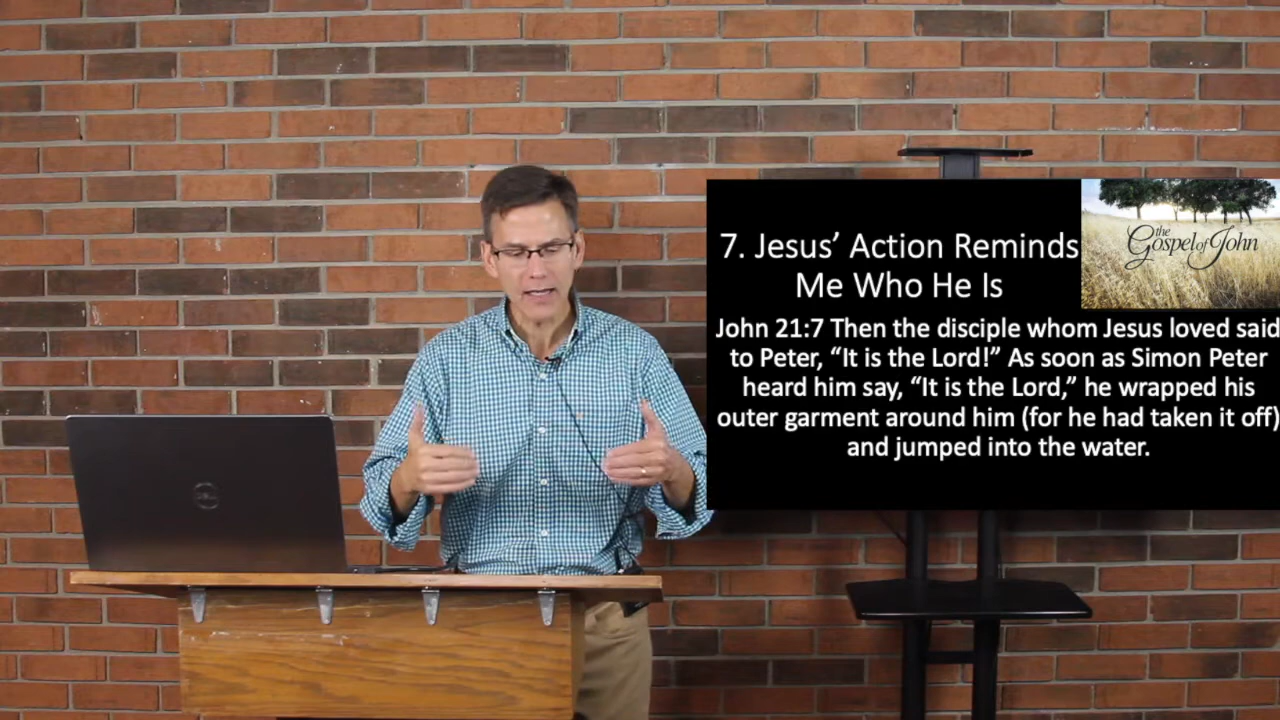 7. Jesus’ Action Reminds
Me Who He Is
the
Gospel of John
John 21:7 Then the disciple whom Jesus loved said
to Peter, “It is the Lord!” As soon as Simon Peter
heard him say, “It is the Lord,” he wrapped his
outer garment around him (for he had taken it off)
and jumped into the water.
DELL